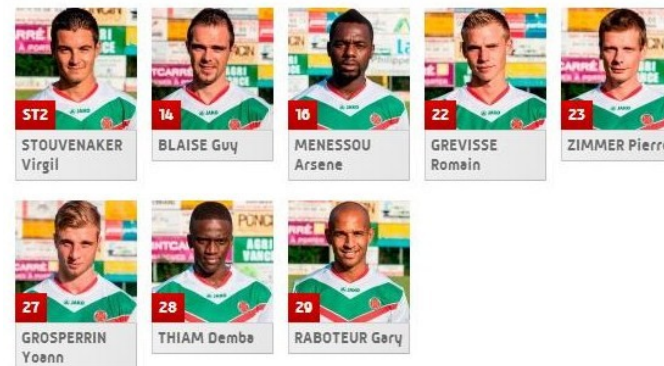 ST2
STOUVENAKER
Virgil
14
BLAISE Guy
16
MENESSOU
Arsene
22
GREVISSE
Romain
23
ZIMMER Pierre
27
GROSPERRIN
Yoann
28
THIAM Demba
29
RABOTEUR Gary